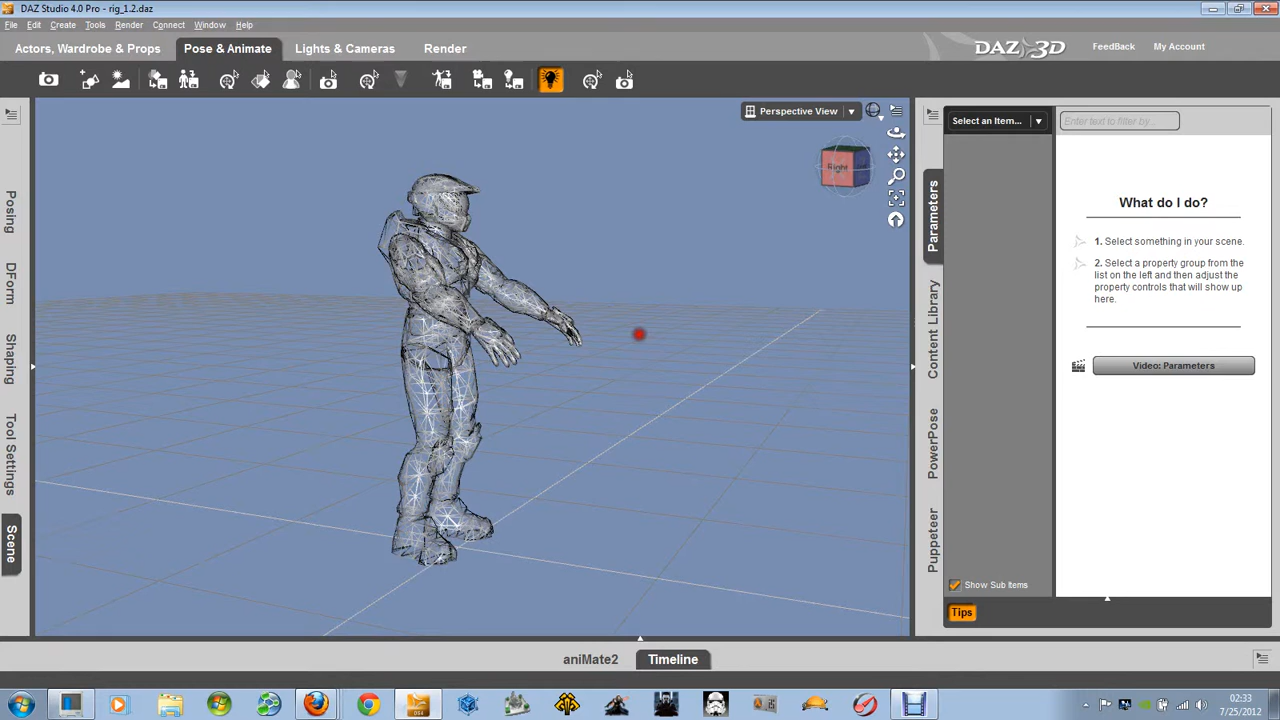 DAZ Studio 4.0 Pro - rig_1.2.daz
File Edit Create Tools Render Connect Window Help
Actors, Wardrobe & Props Pose & Animate Lights & Cameras Render
DAZ 3D FeedBack My Account
Perspective View
Right
Posing
DForm
Shaping
Tool Settings
Scene
Parameters
Content Library
PowerPose
Puppeteer
Select an Item...
Enter text to filter by...
What do I do?
1. Select something in your scene.
2. Select a property group from the
list on the left and then adjust the
property controls that will show up
here.
Video: Parameters
Show Sub Items
Tips
aniMate2 Timeline
02:33
7/25/2012